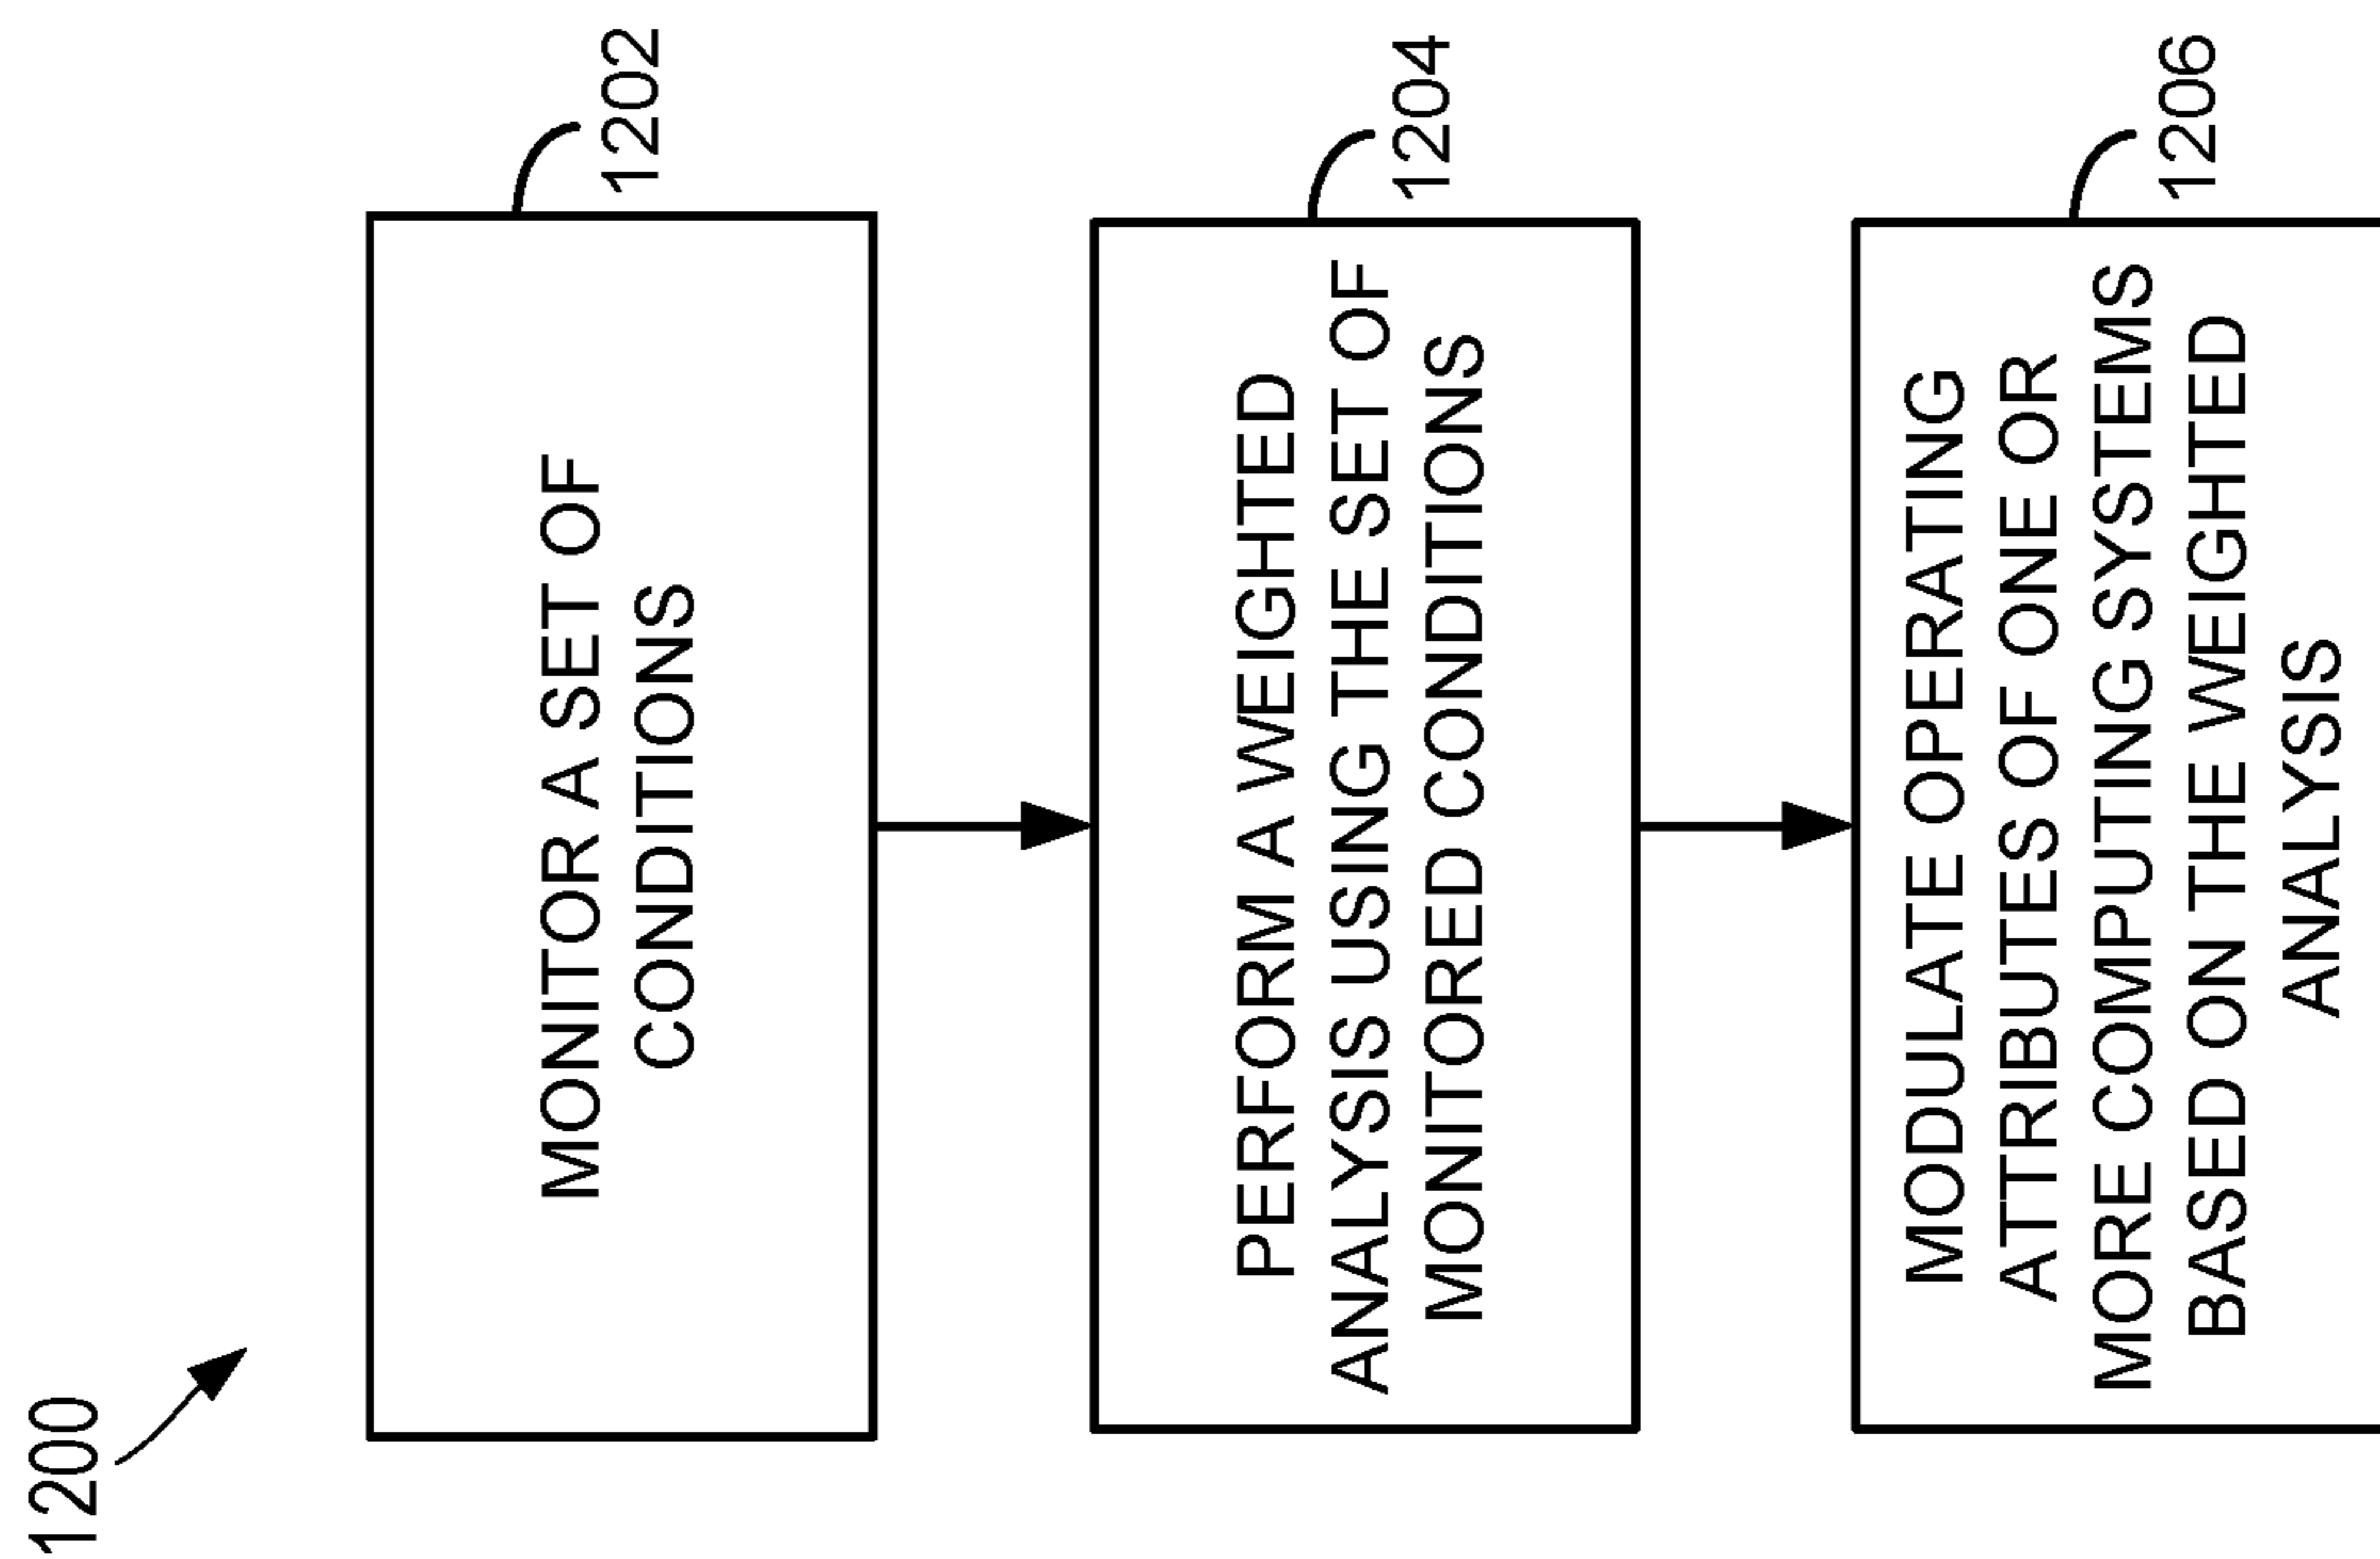 1200
MONITOR A SET OF
CONDITIONS
1202
PERFORM A WEIGHTED
ANALYSIS USING THE SET OF
MONITORED CONDITIONS
1204
MODULATE OPERATING
ATTRIBUTES OF ONE OR
MORE COMPUTING SYSTEMS
BASED ON THE WEIGHTED
ANALYSIS
1206